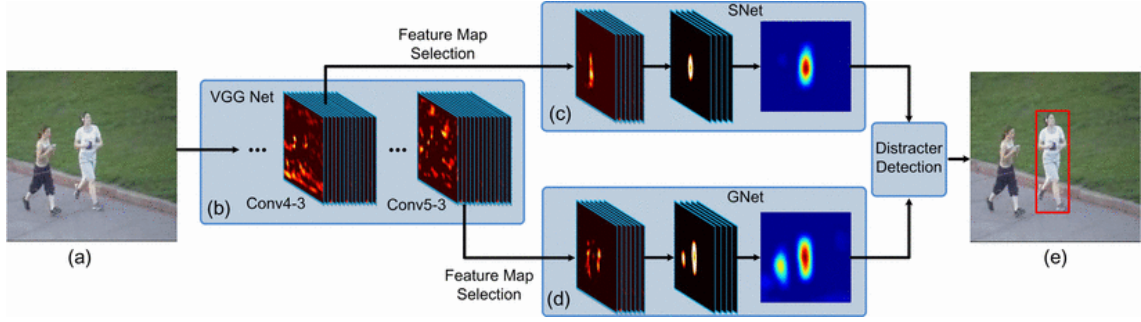 SNet
Feature Map
Selection
(c)
VGG Net
...
...
Conv4-3
Conv5-3
(b)
Distracter
Detection
(a)
(e)
GNet
Feature Map
Selection
(d)